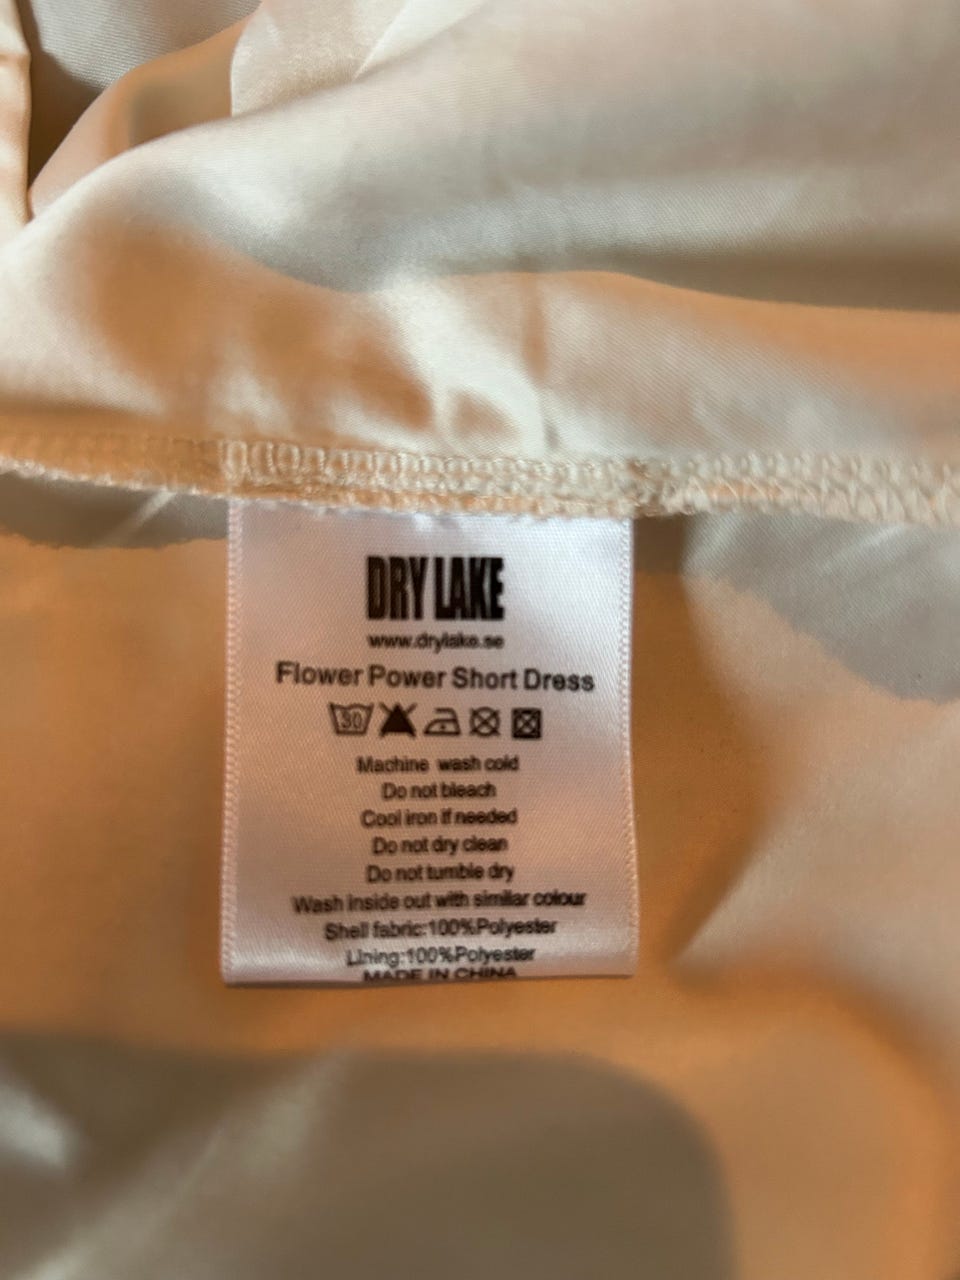 DRY LAKE
www.drylake.se
Flower Power Short Dress
30
Machine wash cold
Do not bleach
Cool iron if needed
Do not dry clean
Do not tumble dry
Wash inside out with similar colour
Shell fabric:100%Polyester
Lining:100%Polyester
MADE IN CHINA